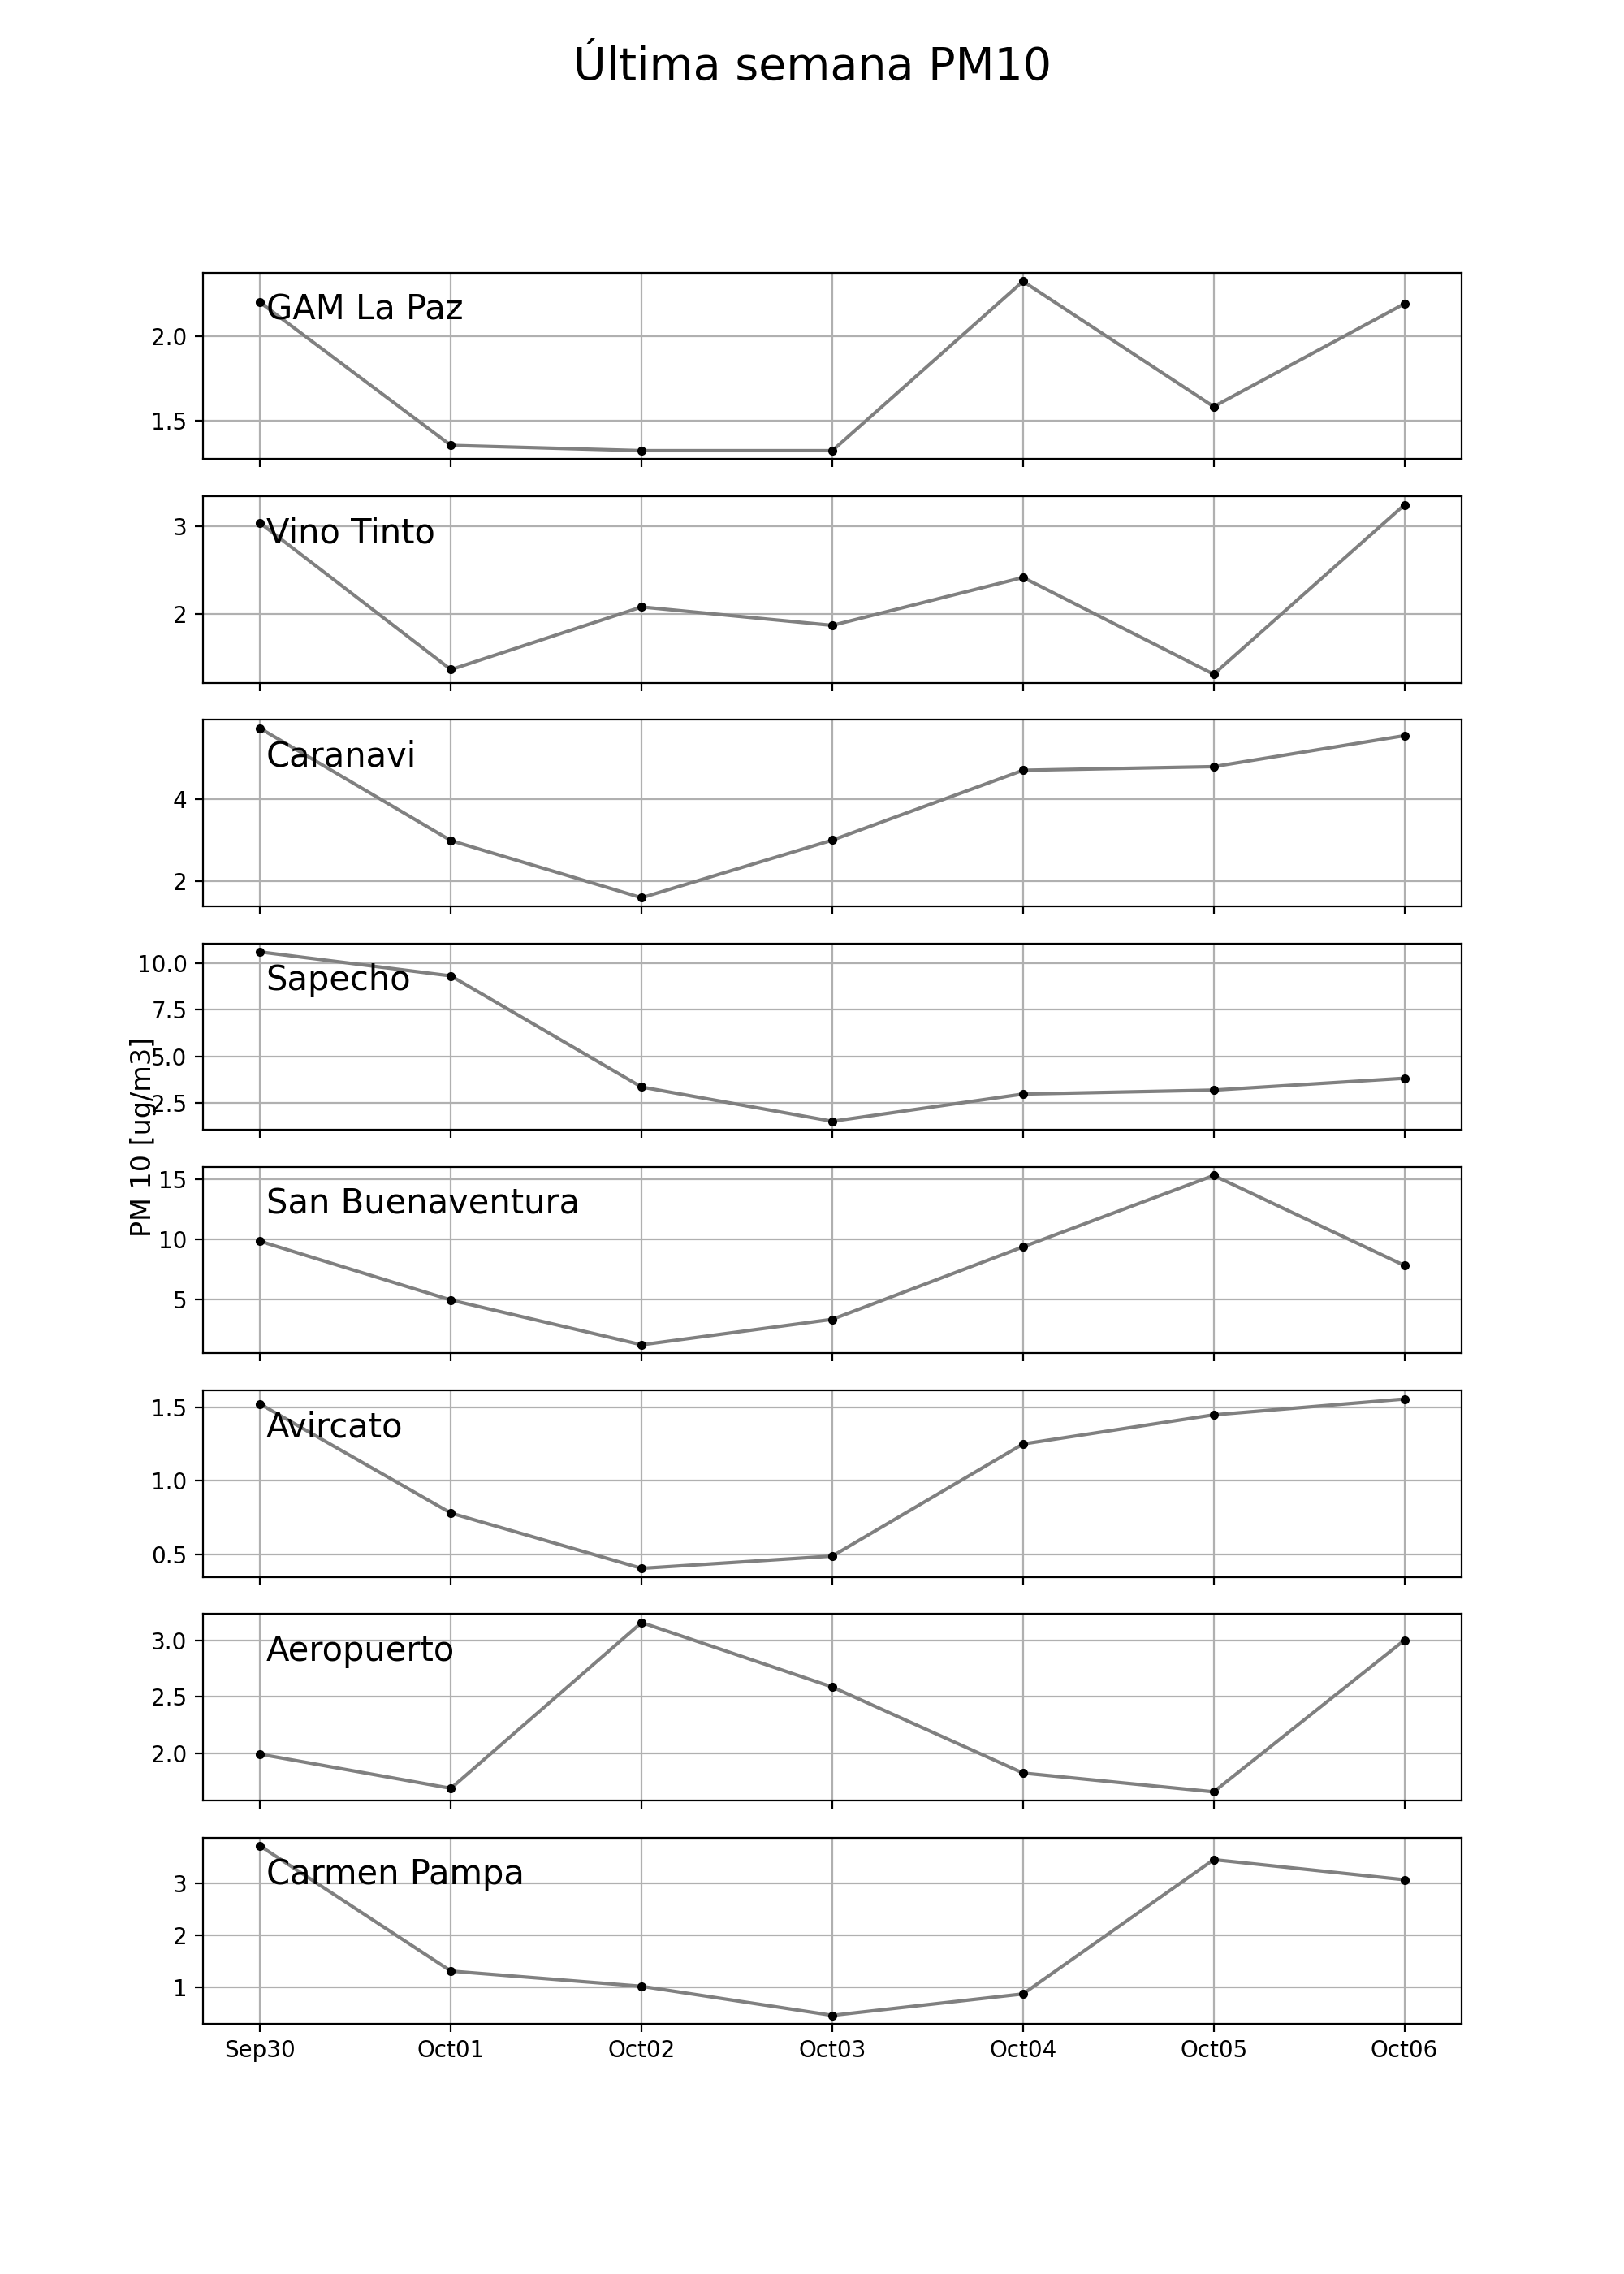 Última semana PM10
GAM La Paz
2.0
1.5
Vino Tinto
3
2
Caranavi
4
2
Sapecho
10.0
7.5
5.0
2.5
PM 10 [ug/m3]
San Buenaventura
15
10
5
Avircato
1.5
1.0
0.5
Aeropuerto
3.0
2.5
2.0
Carmen Pampa
3
2
1
Sep30 Oct01 Oct02 Oct03 Oct04 Oct05 Oct06